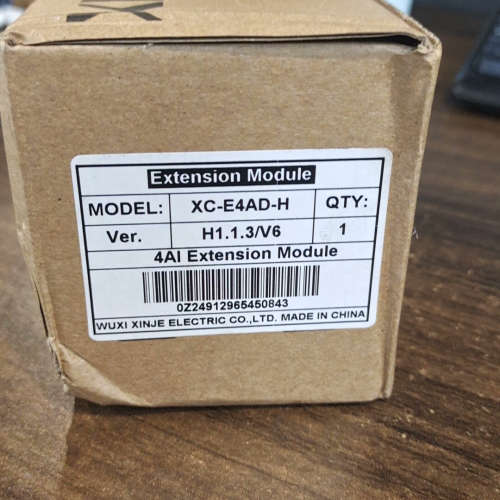 Extension Module
MODEL: XC-E4AD-H QTY:
Ver. H1.1.3/V6 1
4AI Extension Module
0Z24912965450843
WUXI XINJE ELECTRIC CO.,LTD. MADE IN CHINA